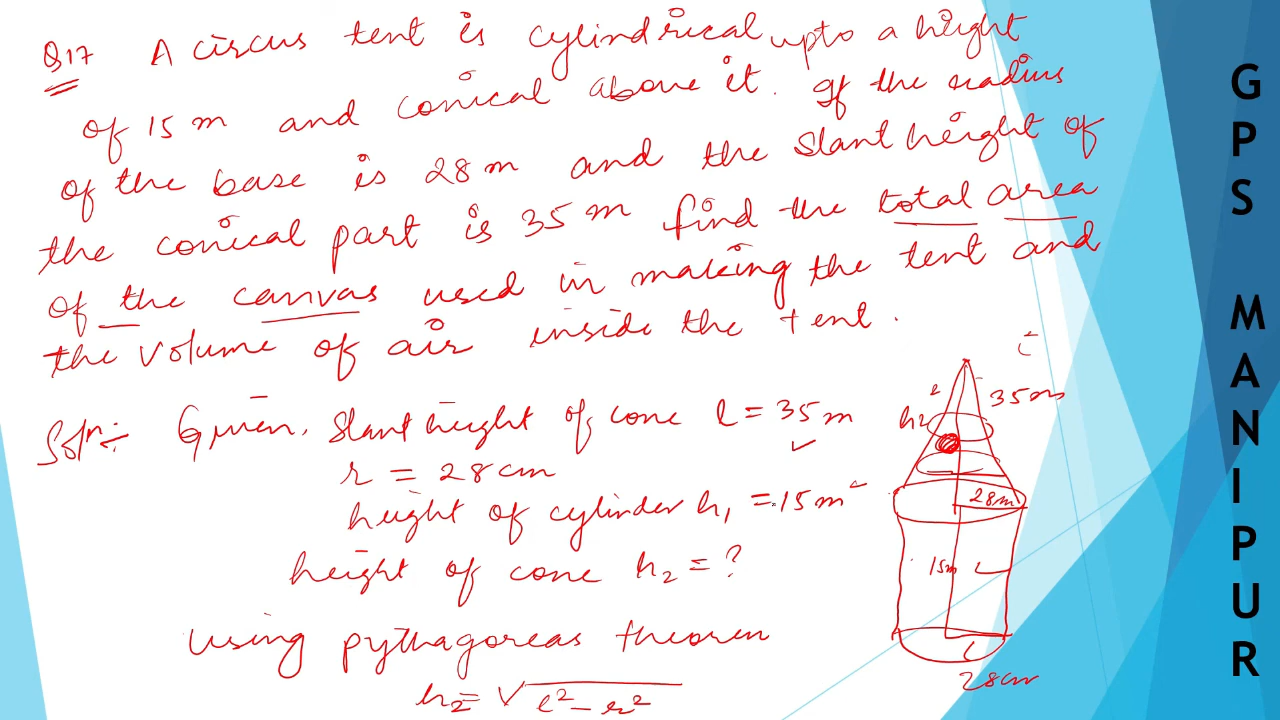 Q17 A circus tent is cylindrical upto a height
of 15 m and conical above it. If the radius
of the base is 28 m and the slant height of
the conical part is 35 m find the total area
of the canvas used in making the tent and
the volume of air inside the tent.
Soln:- Given, Slant height of cone l = 35 m
r = 28 cm
height of cylinder h1 = 15 m
height of cone h2 = ?
using pythagoreas theorem
h2 = √l²-r²
35 m
h2
28 m
15m
28 cm
GPS
MANIPUR